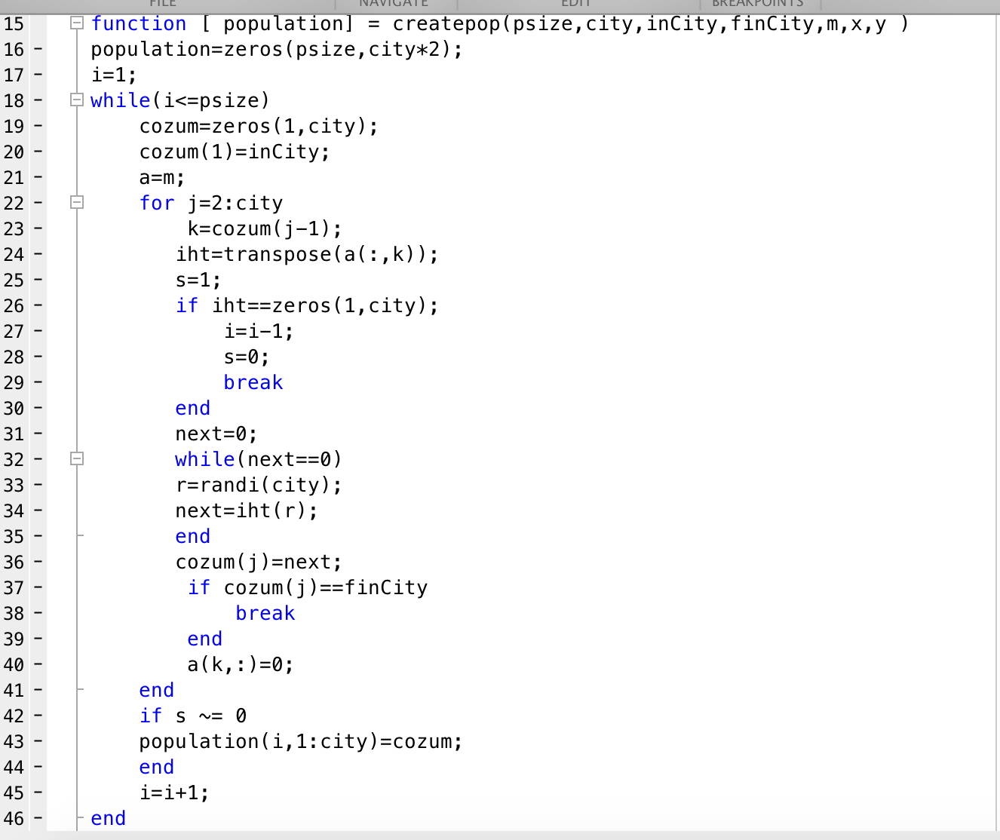 FILE NAVIGATE EDIT BREAKPOINTS
15 function [ population] = createpop(psize,city,inCity,finCity,m,x,y )
16 - population=zeros(psize,city*2);
17 - i=1;
18 - while(i<=psize)
19 - cozum=zeros(1,city);
20 - cozum(1)=inCity;
21 - a=m;
22 - for j=2:city
23 - k=cozum(j-1);
24 - iht=transpose(a(:,k));
25 - s=1;
26 - if iht==zeros(1,city);
27 - i=i-1;
28 - s=0;
29 - break
30 - end
31 - next=0;
32 - while(next==0)
33 - r=randi(city);
34 - next=iht(r);
35 - end
36 - cozum(j)=next;
37 - if cozum(j)==finCity
38 - break
39 - end
40 - a(k,:)=0;
41 - end
42 - if s ~= 0
43 - population(i,1:city)=cozum;
44 - end
45 - i=i+1;
46 - end